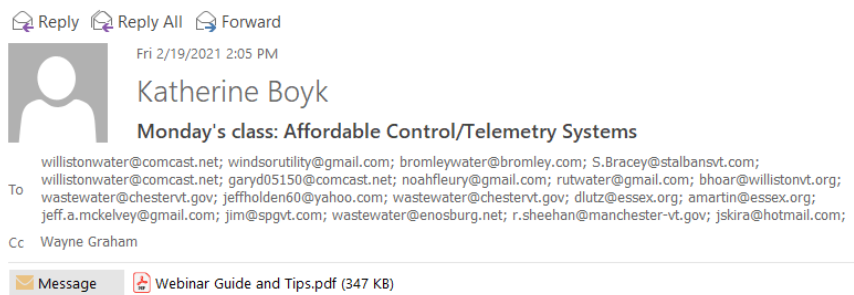 Reply Reply All Forward
Fri 2/19/2021 2:05 PM
Katherine Boyk
Monday's class: Affordable Control/Telemetry Systems
willistonwater@comcast.net; windsorutility@gmail.com; bromleywater@bromley.com; S.Bracey@stalbansvt.com;
To willistonwater@comcast.net; garyd05150@comcast.net; noahfleury@gmail.com; rutwater@gmail.com; bhoar@willistonvt.org;
wastewater@chestervt.gov; jeffholden60@yahoo.com; wastewater@chestervt.gov; dlutz@essex.org; amartin@essex.org;
jeff.a.mckelvey@gmail.com; jim@spgvt.com; wastewater@enosburg.net; r.sheehan@manchester-vt.gov; jskira@hotmail.com;
Cc Wayne Graham
Message Webinar Guide and Tips.pdf (347 KB)